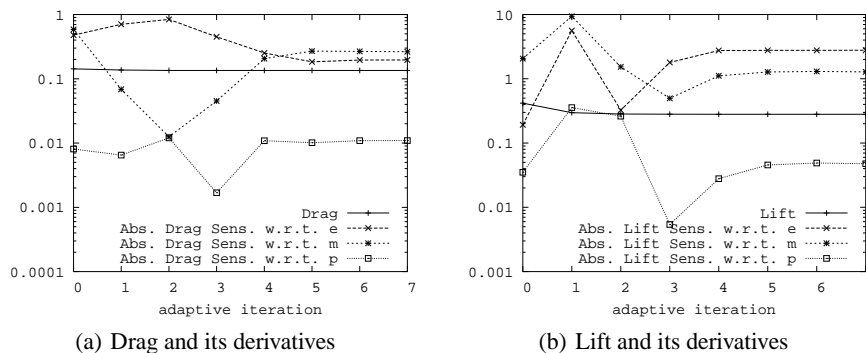 1
0.1
0.01
0.001
0.0001
0 1 2 3 4 5 6 7
adaptive iteration
Drag
Abs. Drag Sens. w.r.t. e
Abs. Drag Sens. w.r.t. m
Abs. Drag Sens. w.r.t. p
(a) Drag and its derivatives
10
1
0.1
0.01
0.001
0 1 2 3 4 5 6
adaptive iteration
Lift
Abs. Lift Sens. w.r.t. e
Abs. Lift Sens. w.r.t. m
Abs. Lift Sens. w.r.t. p
(b) Lift and its derivatives